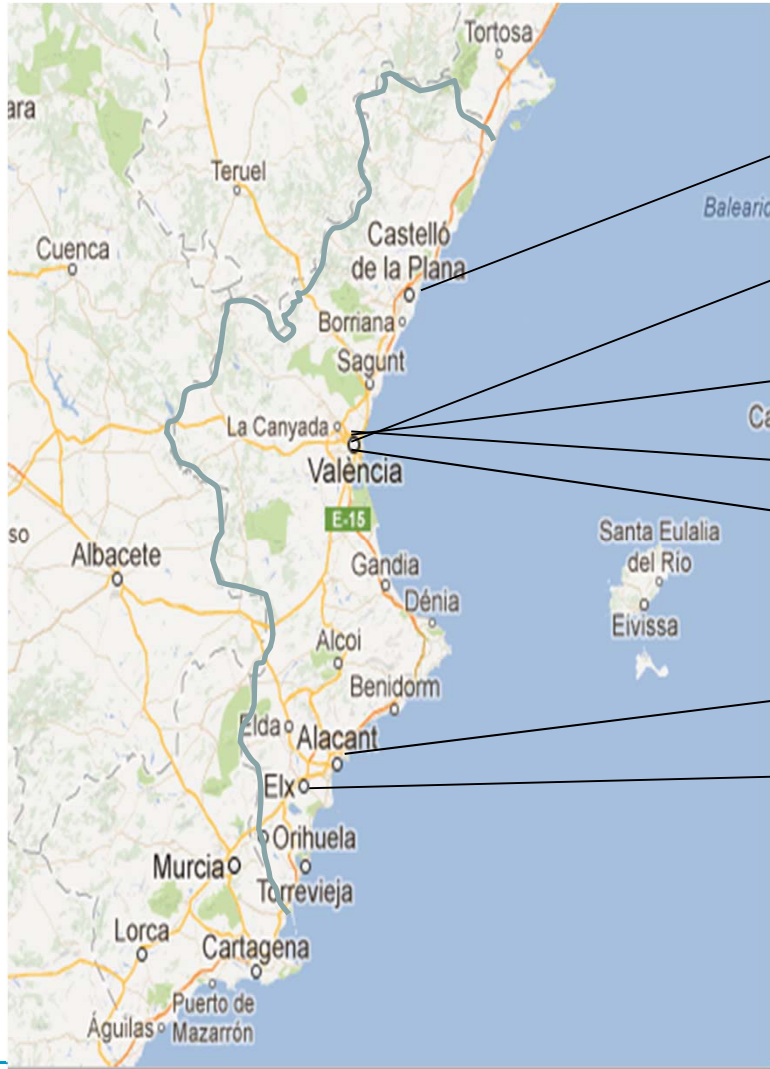 Tortosa
ara
Teruel
Balearic
Castelló
de la Plana
Cuenca
Borriana
Sagunt
Ca
La Canyada
València
E-15
so
Albacete
Santa Eulalia
del Río
Gandia
Dénia
Eivissa
Alcoi
Benidorm
Elda
Alacant
Elx
Orihuela
Murcia
Torrevieja
Lorca
Cartagena
Puerto de
Mazarrón
Águilas